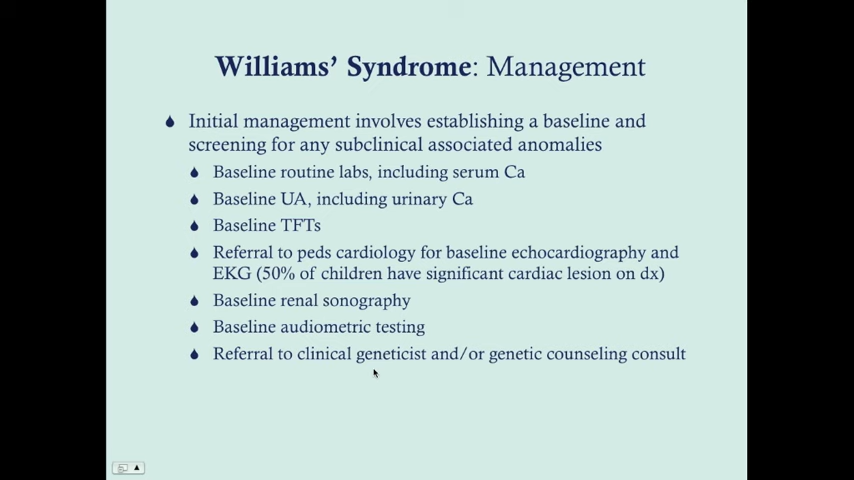 Williams’ Syndrome: Management
Initial management involves establishing a baseline and
screening for any subclinical associated anomalies
Baseline routine labs, including serum Ca
Baseline UA, including urinary Ca
Baseline TFTs
Referral to peds cardiology for baseline echocardiography and
EKG (50% of children have significant cardiac lesion on dx)
Baseline renal sonography
Baseline audiometric testing
Referral to clinical geneticist and/or genetic counseling consult